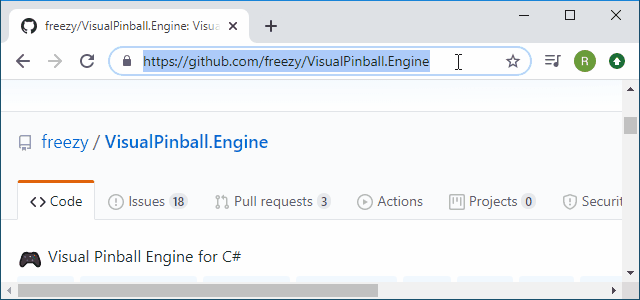 freezy/VisualPinball.Engine: Visu
https://github.com/freezy/VisualPinball.Engine
R
freezy / VisualPinball.Engine
Code Issues 18 Pull requests 3 Actions Projects 0 Securit
Visual Pinball Engine for C#